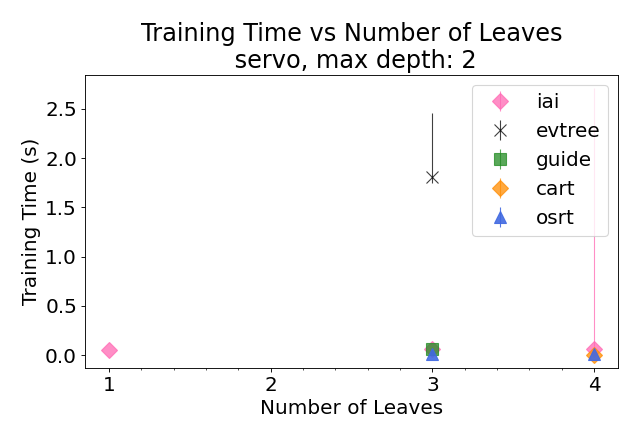 Training Time vs Number of Leaves
servo, max depth: 2
Training Time (s)
2.5
2.0
1.5
1.0
0.5
0.0
iai
evtree
guide
cart
osrt
1
2
3
4
Number of Leaves